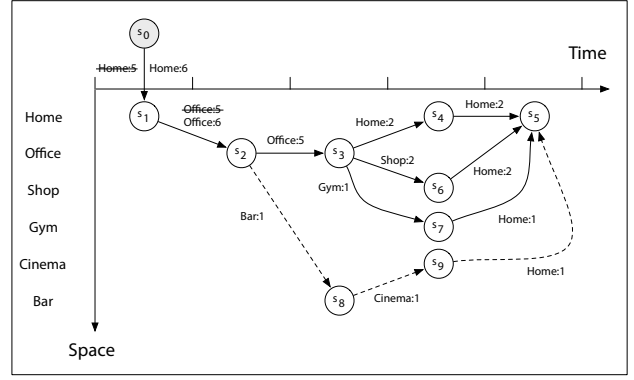 s0
Time
Home:5 Home:6
Home s1 Office:5 Office:6 Home:2 s4 Home:2 s5
Office s2 Office:5 s3 Shop:2
Shop s6 Home:2
Gym Bar:1 Gym:1 s7 Home:1
Cinema s9 Home:1
Bar s8 Cinema:1
Space